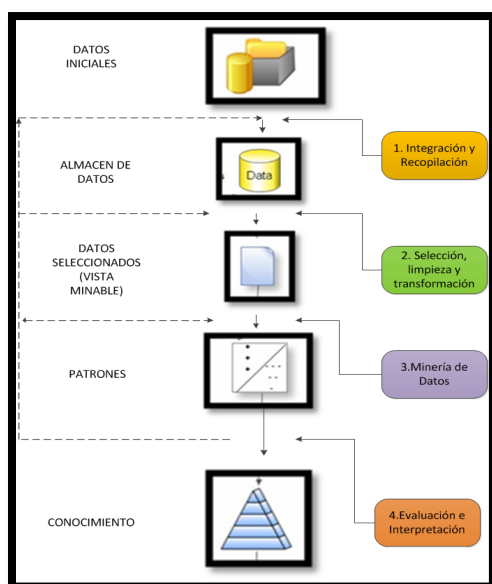 DATOS
INICIALES
1. Integración y
Recopilación
ALMACEN DE
DATOS
Data
DATOS
SELECCIONADOS
(VISTA
MINABLE)
2. Selección,
limpieza y
transformación
PATRONES
3.Minería de
Datos
CONOCIMIENTO
4.Evaluación e
Interpretación